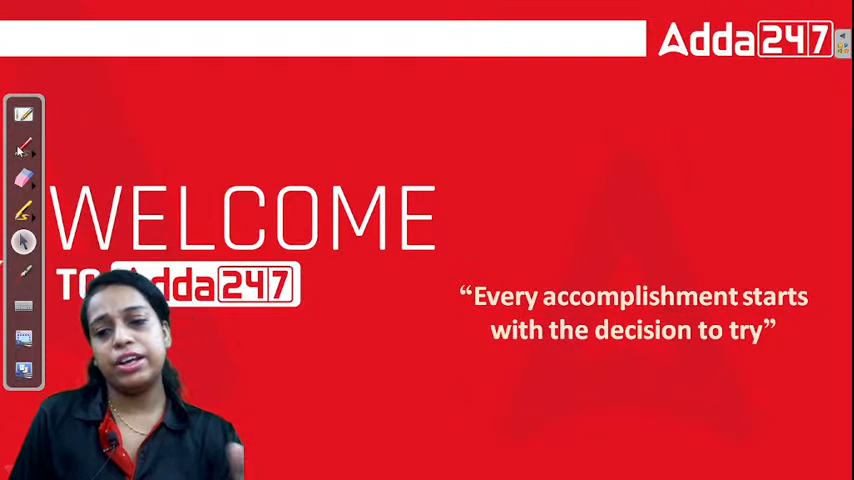 Adda247
WELCOME
TO Adda247
“Every accomplishment starts
with the decision to try”